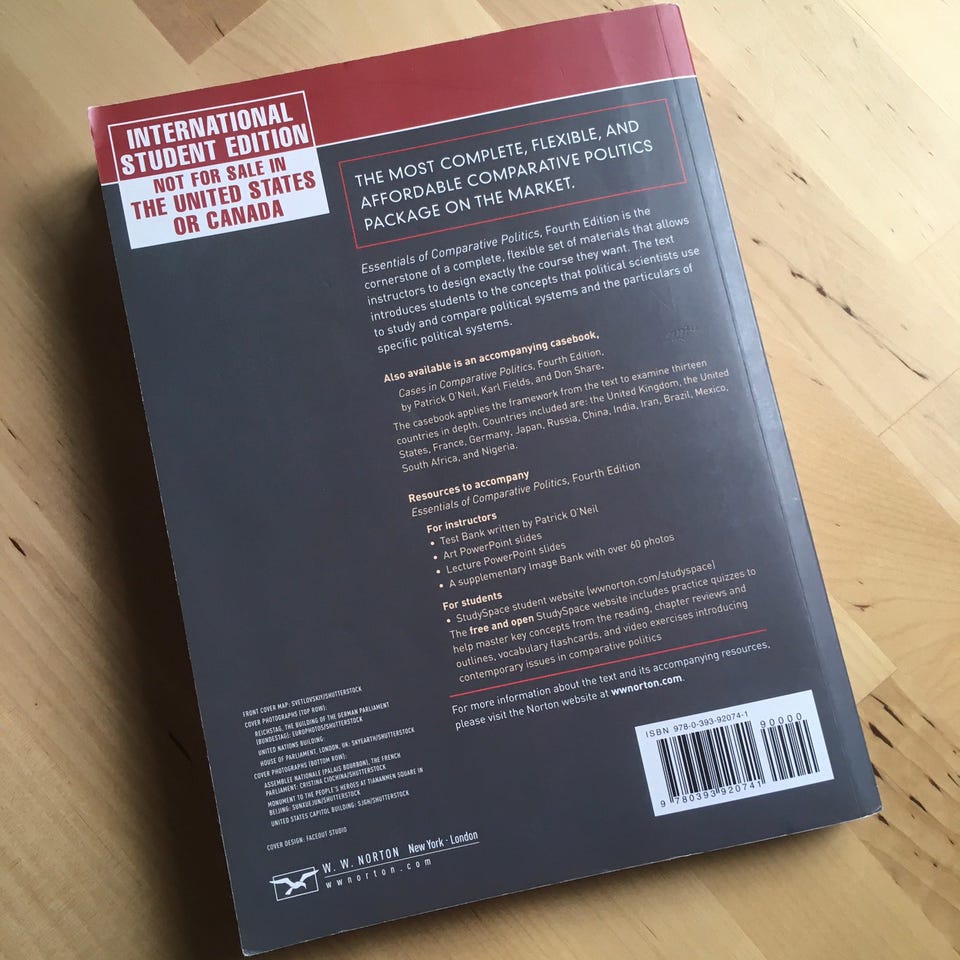 INTERNATIONAL
STUDENT EDITION
NOT FOR SALE IN
THE UNITED STATES
OR CANADA
THE MOST COMPLETE, FLEXIBLE, AND
AFFORDABLE COMPARATIVE POLITICS
PACKAGE ON THE MARKET.
Essentials of Comparative Politics, Fourth Edition is the
cornerstone of a complete, flexible set of materials that allows
instructors to design exactly the course they want. The text
introduces students to the concepts that political scientists use
to study and compare political systems and the particulars of
specific political systems.
Also available is an accompanying casebook,
Cases in Comparative Politics, Fourth Edition,
by Patrick O'Neil, Karl Fields, and Don Share.
The casebook applies the framework from the text to examine thirteen
countries in depth. Countries included are: the United Kingdom, the United
States, France, Germany, Japan, Russia, China, India, Iran, Brazil, Mexico,
South Africa, and Nigeria.
Resources to accompany
Essentials of Comparative Politics, Fourth Edition
For instructors
• Test Bank written by Patrick O'Neil
• Art PowerPoint slides
• Lecture PowerPoint slides
• A supplementary Image Bank with over 60 photos
For students
• StudySpace student website (wwnorton.com/studyspace)
The free and open StudySpace website includes practice quizzes to
help master key concepts from the reading, chapter reviews and
outlines, vocabulary flashcards, and video exercises introducing
contemporary issues in comparative politics
For more information about the text and its accompanying resources,
please visit the Norton website at wwnorton.com.
FRONT COVER MAP: SVETLOVSKIY/SHUTTERSTOCK
COVER PHOTOGRAPHS (TOP ROW):
REICHSTAG, THE BUILDING OF THE GERMAN PARLIAMENT
(BUNDESTAG): EUROPHOTOS/SHUTTERSTOCK
UNITED NATIONS BUILDING:
HOUSE OF PARLIAMENT, LONDON, UK: SKYEARTH/SHUTTERSTOCK
COVER PHOTOGRAPHS (BOTTOM ROW):
ASSEMBLEE NATIONALE (PALAIS BOURBON), THE FRENCH
PARLIAMENT: CRISTINA CIOCHINA/SHUTTERSTOCK
MONUMENT TO THE PEOPLE'S HEROES AT TIANANMEN SQUARE IN
BEIJING: SUNXUEJUN/SHUTTERSTOCK
UNITED STATES CAPITOL BUILDING: SJGH/SHUTTERSTOCK
COVER DESIGN: FACEOUT STUDIO
W. W. NORTON New York · London
wwnorton.com
ISBN 978-0-393-92074-1
90000
9 780393 920741